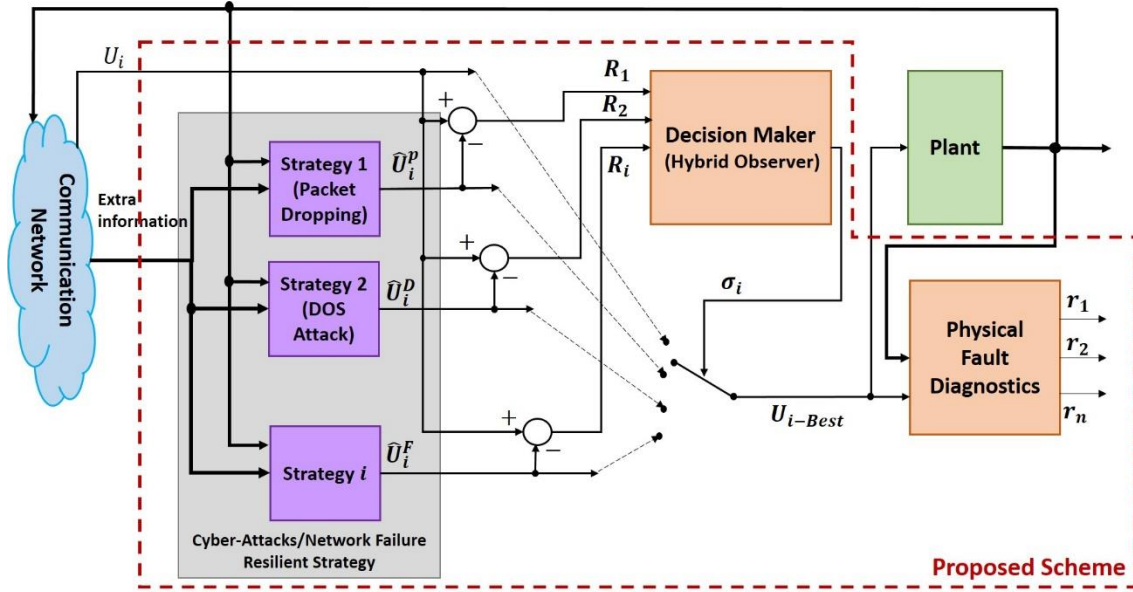 U_i
Communication
Network
Extra
information
Strategy 1
(Packet
Dropping)
Û_i^p
Strategy 2
(DOS
Attack)
Û_i^D
Strategy i
Û_i^F
Cyber-Attacks/Network Failure
Resilient Strategy
+
−
+
−
+
−
R_1
R_2
R_i
Decision Maker
(Hybrid Observer)
σ_i
U_{i−Best}
Plant
Physical
Fault
Diagnostics
r_1
r_2
r_n
Proposed Scheme